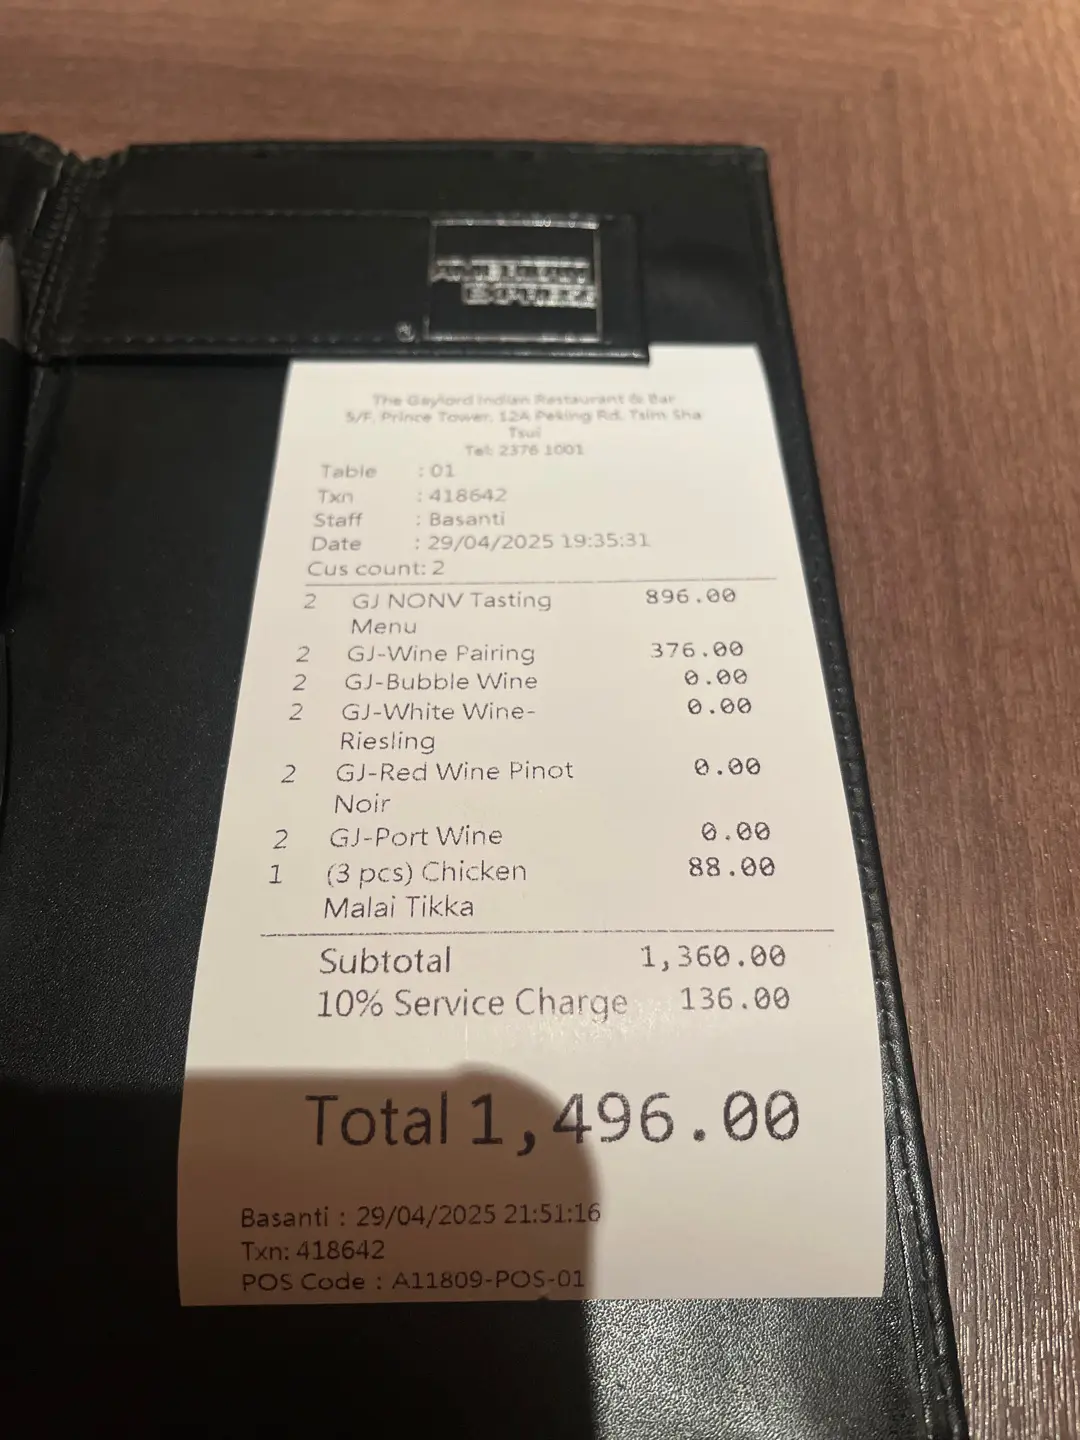 AMERICAN
EXPRESS
®
The Gaylord Indian Restaurant & Bar
5/F, Prince Tower, 12A Peking Rd, Tsim Sha
Tsui
Tel: 2376 1001
Table : 01
Txn : 418642
Staff : Basanti
Date : 29/04/2025 19:35:31
Cus count: 2
2 GJ NONV Tasting 896.00
Menu
2 GJ-Wine Pairing 376.00
2 GJ-Bubble Wine 0.00
2 GJ-White Wine- 0.00
Riesling
2 GJ-Red Wine Pinot 0.00
Noir
2 GJ-Port Wine 0.00
1 (3 pcs) Chicken 88.00
Malai Tikka
Subtotal 1,360.00
10% Service Charge 136.00
Total 1,496.00
Basanti : 29/04/2025 21:51:16
Txn: 418642
POS Code : A11809-POS-01